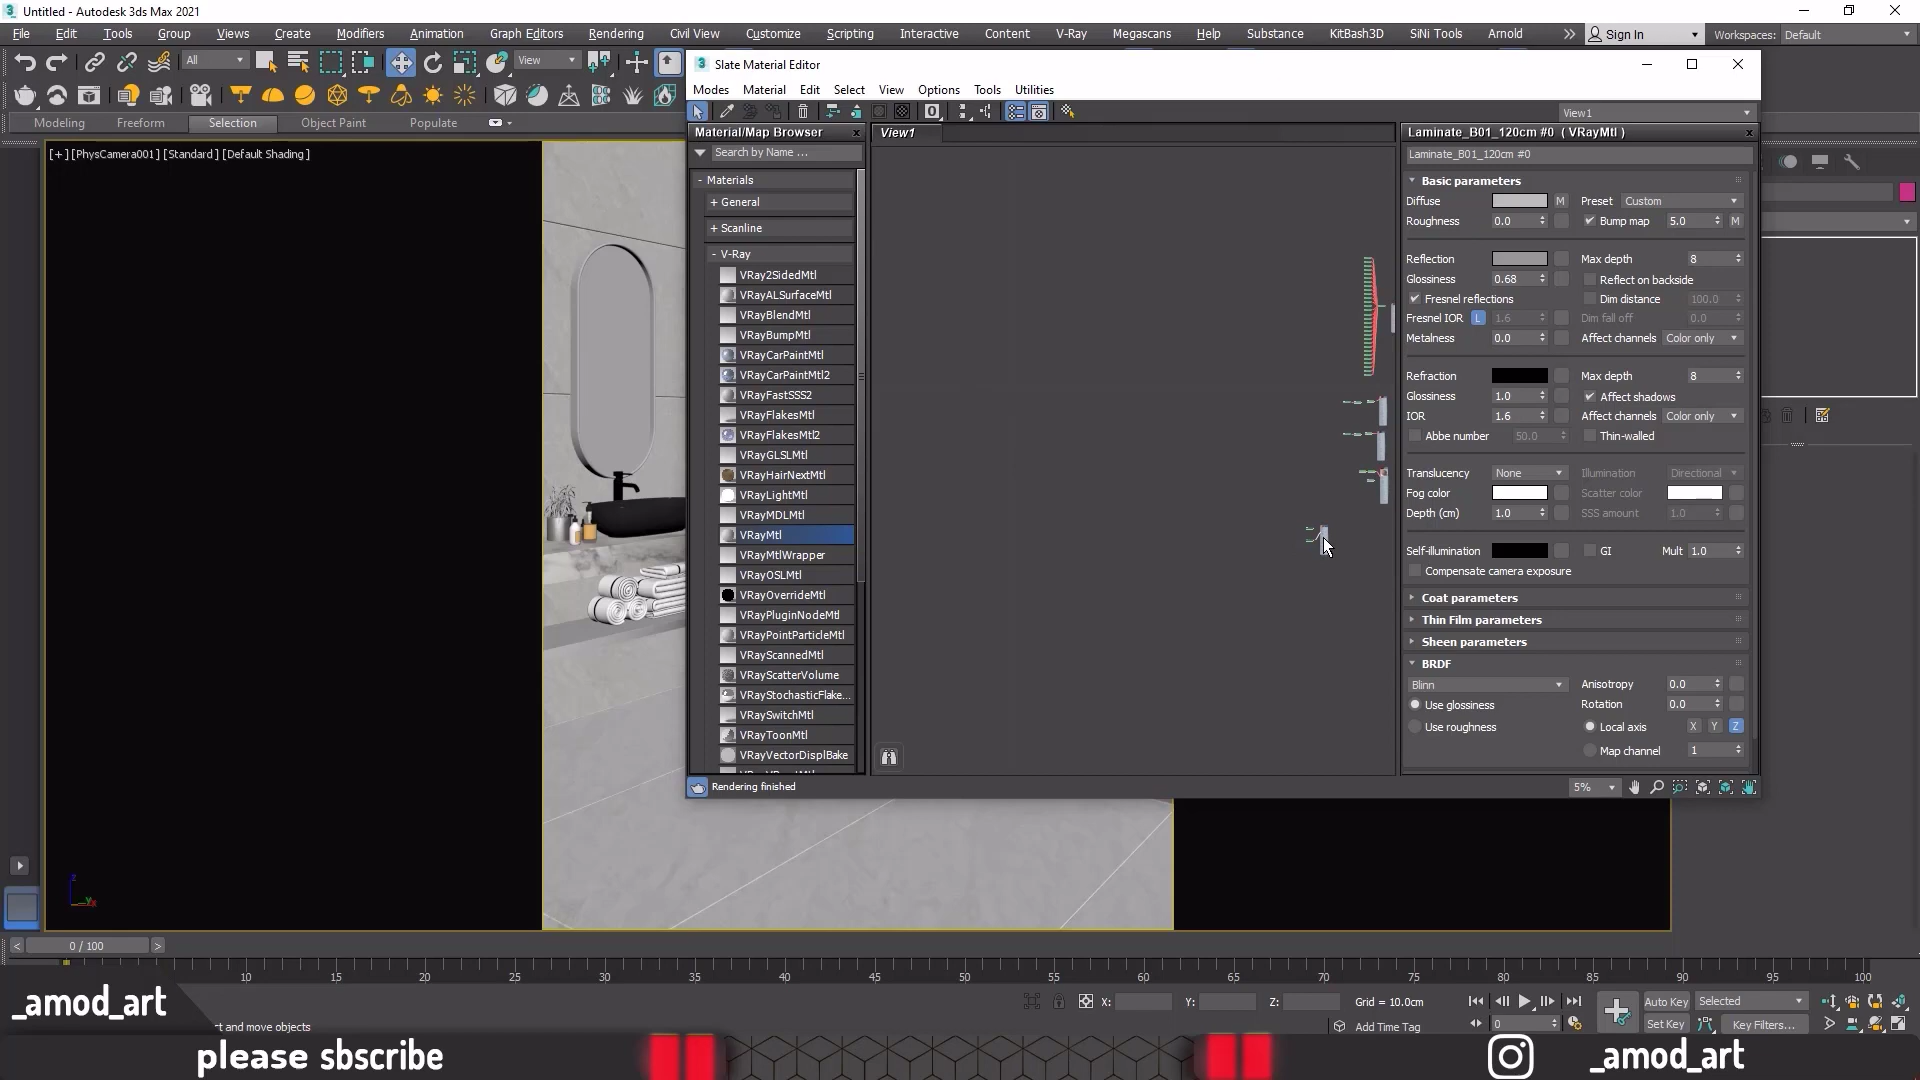 Untitled - Autodesk 3ds Max 2021
File Edit Tools Group Views Create Modifiers Animation Graph Editors Rendering Civil View Customize Scripting Interactive Content V-Ray Megascans Help Substance KitBash3D SiNi Tools Arnold Sign In Workspaces: Default
All View
Modeling Freeform Selection Object Paint Populate
[+] [PhysCamera001] [Standard] [Default Shading]
Slate Material Editor
Modes Material Edit Select View Options Tools Utilities
View1
Material/Map Browser
Search by Name ...
- Materials
+ General
+ Scanline
- V-Ray
VRay2SidedMtl
VRayALSurfaceMtl
VRayBlendMtl
VRayBumpMtl
VRayCarPaintMtl
VRayCarPaintMtl2
VRayFastSSS2
VRayFlakesMtl
VRayFlakesMtl2
VRayGLSLMtl
VRayHairNextMtl
VRayLightMtl
VRayMDLMtl
VRayMtl
VRayMtlWrapper
VRayOSLMtl
VRayOverrideMtl
VRayPluginNodeMtl
VRayPointParticleMtl
VRayScannedMtl
VRayScatterVolume
VRayStochasticFlake...
VRaySwitchMtl
VRayToonMtl
VRayVectorDisplBake
View1
Laminate_B01_120cm #0 ( VRayMtl )
Laminate_B01_120cm #0
Basic parameters
Diffuse M Preset Custom
Roughness 0.0 Bump map 5.0 M
Reflection Max depth 8
Glossiness 0.68 Reflect on backside
Fresnel reflections Dim distance 100.0
Fresnel IOR L 1.6 Dim fall off 0.0
Metalness 0.0 Affect channels Color only
Refraction Max depth 8
Glossiness 1.0 Affect shadows
IOR 1.6 Affect channels Color only
Abbe number 50.0 Thin-walled
Translucency None Illumination Directional
Fog color Scatter color
Depth (cm) 1.0 SSS amount 1.0
Self-illumination GI Mult 1.0
Compensate camera exposure
Coat parameters
Thin Film parameters
Sheen parameters
BRDF
Blinn Anisotropy 0.0
Use glossiness Rotation 0.0
Use roughness Local axis X Y Z
Map channel 1
Rendering finished
5%
< 0 / 100 >
10 15 20 25 30 35 40 45 50 55 60 65 70 75 80 85 90 95 100
X: Y: Z: Grid = 10.0cm Auto Key Selected
ct and move objects
Add Time Tag 0 Set Key Key Filters...
_amod_art
please sbscribe
_amod_art